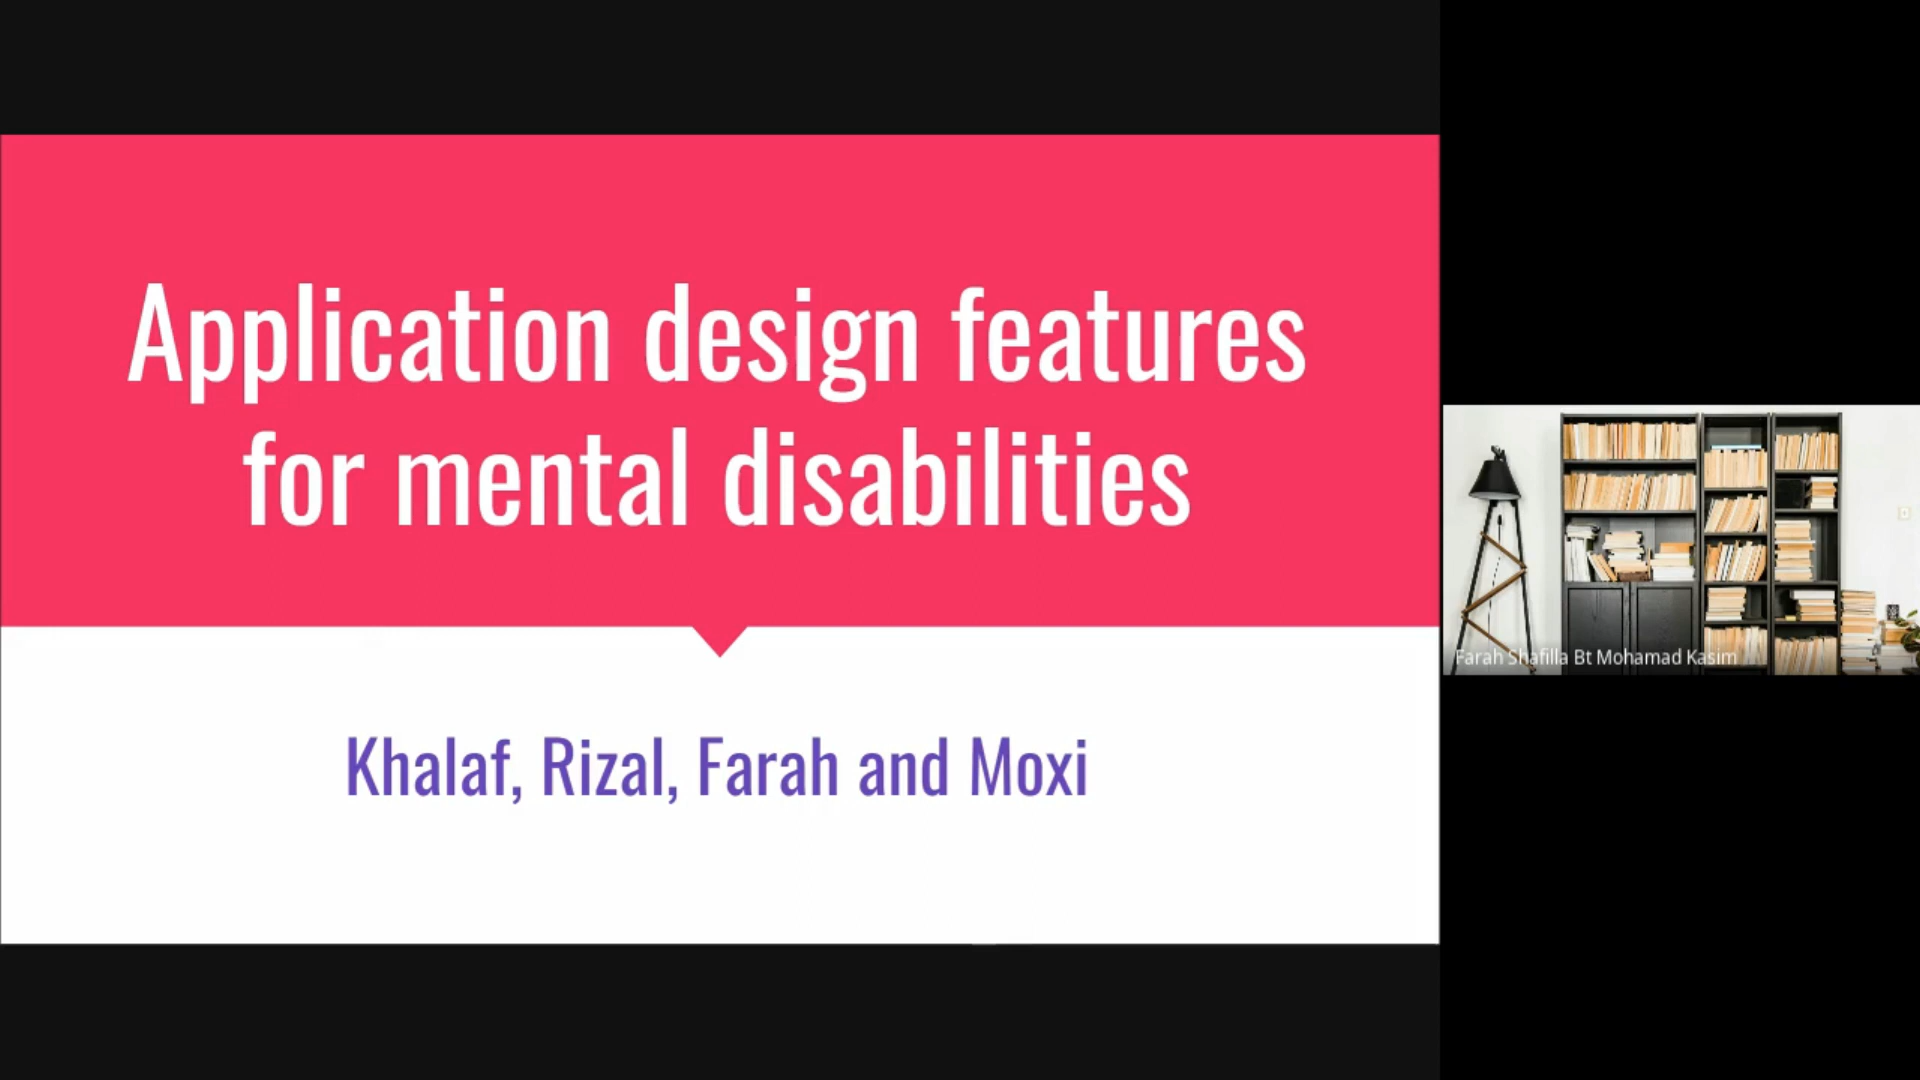 Application design features
for mental disabilities
Khalaf, Rizal, Farah and Moxi
Farah Shafilla Bt Mohamad Kasim